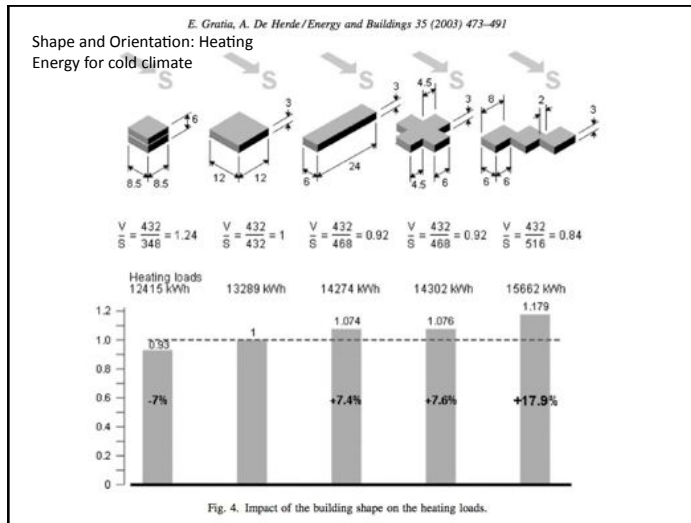 E. Gratia, A. De Herde / Energy and Buildings 35 (2003) 473–491
Shape and Orientation: Heating
Energy for cold climate
S S S S S
6 3 3 4.5 3 8 2 3
8.5 8.5 12 12 6 24 4.5 6 6 6
V/S = 432/348 = 1.24 V/S = 432/432 = 1 V/S = 432/468 = 0.92 V/S = 432/468 = 0.92 V/S = 432/516 = 0.84
Heating loads
12415 kWh 13289 kWh 14274 kWh 14302 kWh 15662 kWh
1.2 1.179
1.074 1.076
1
1.0
0.93
0.8
0.6 -7% +7.4% +7.6% +17.9%
0.4
0.2
0
Fig. 4. Impact of the building shape on the heating loads.